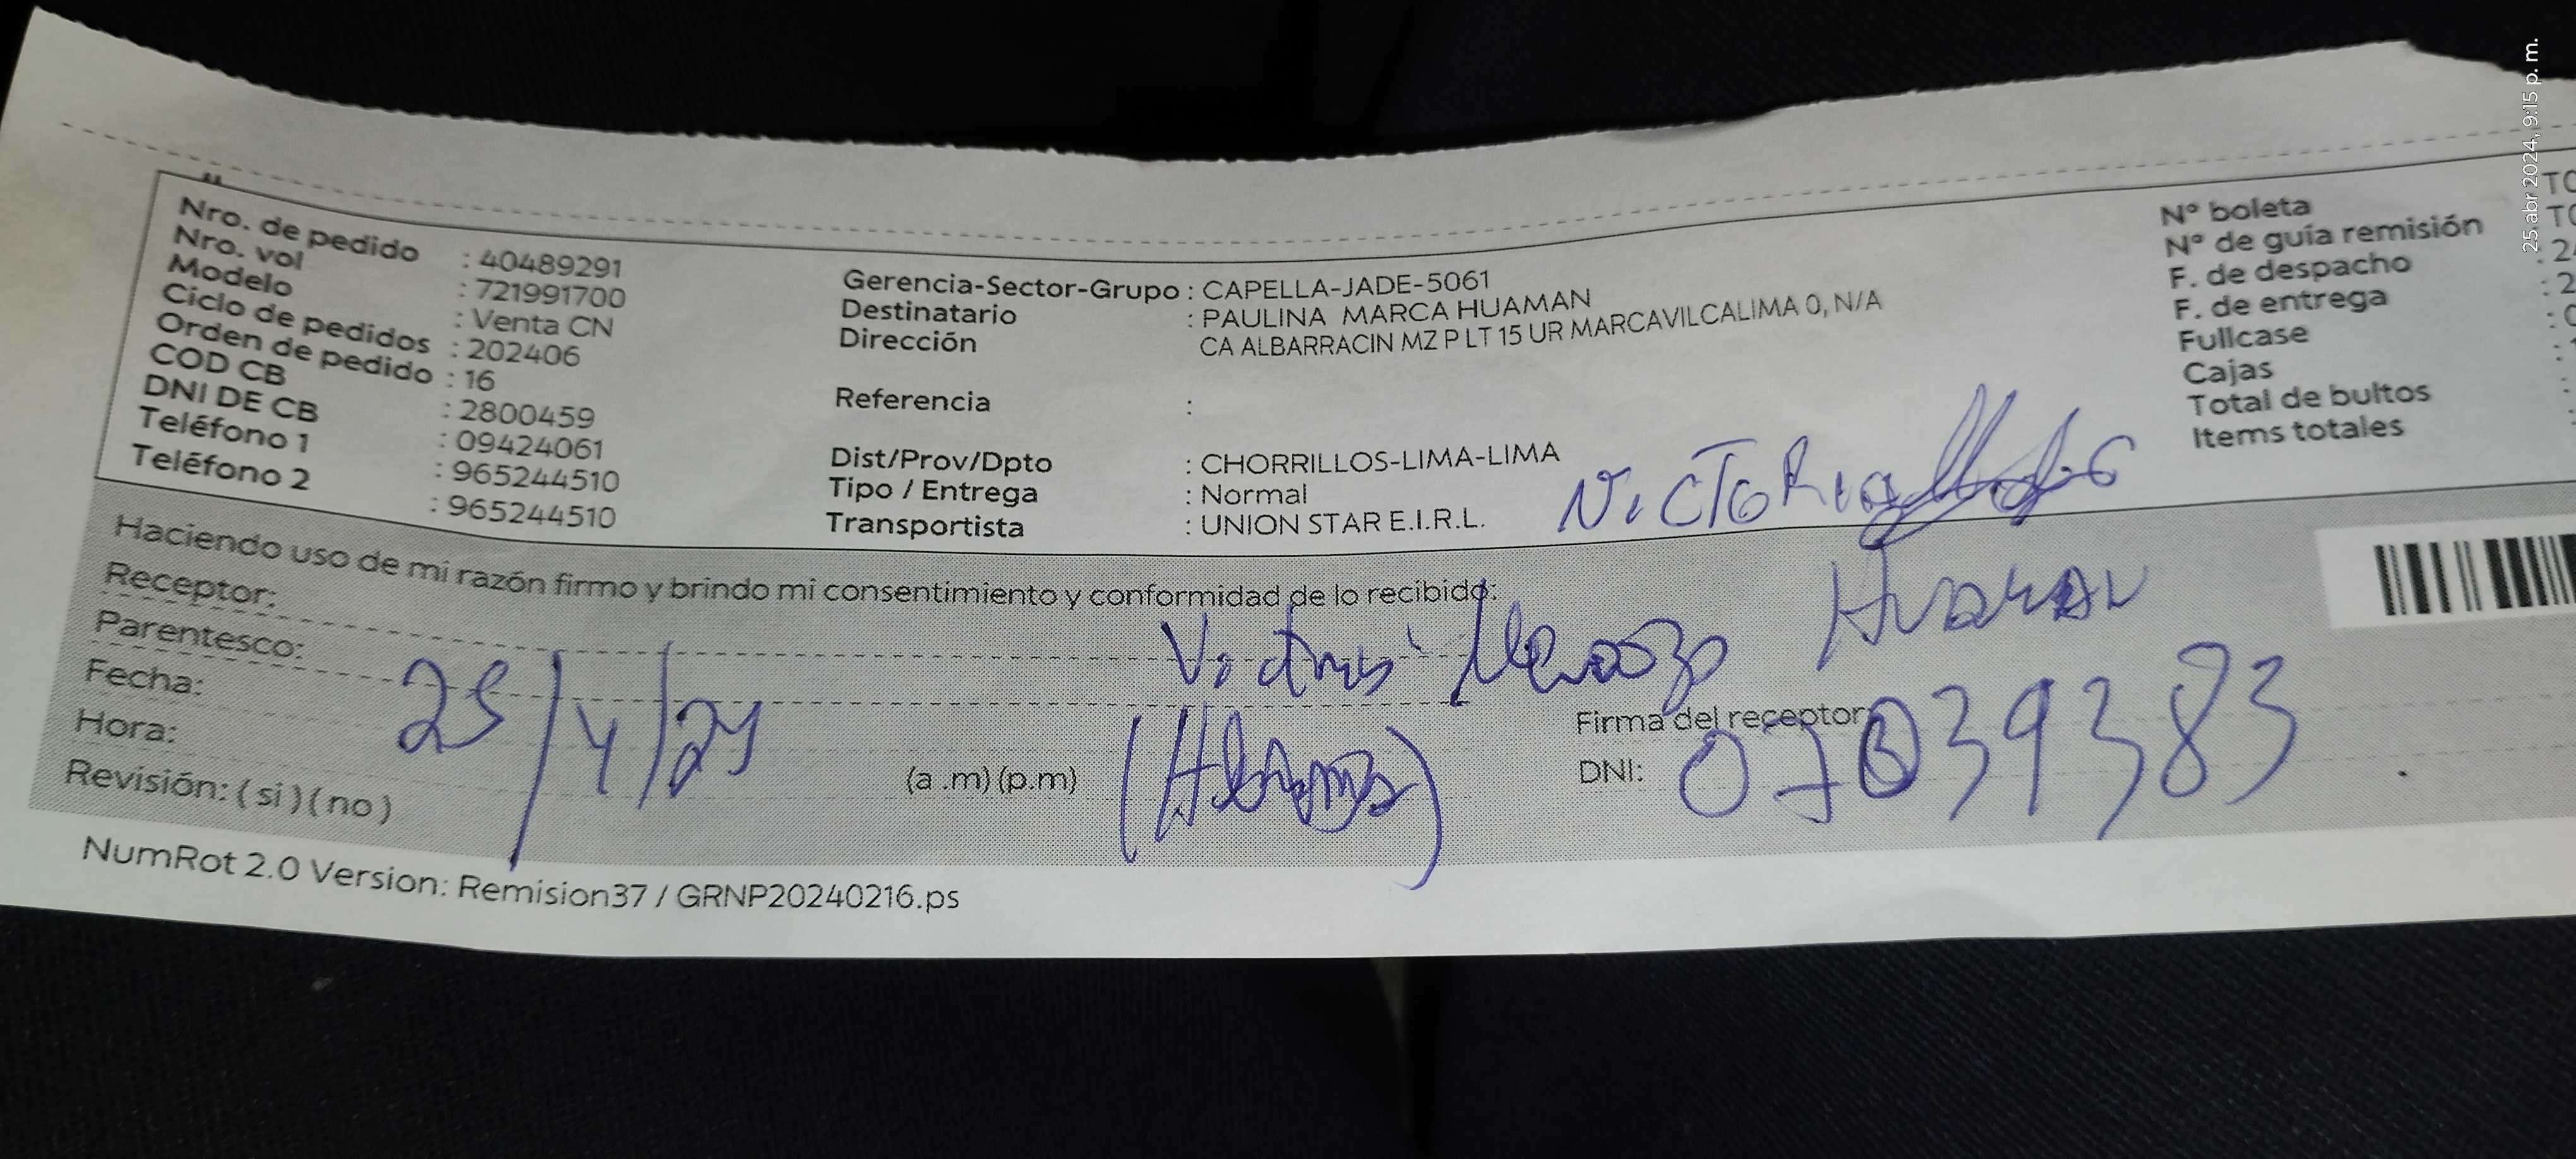 Nro. de pedido : 40489291
Nro. vol : 721991700
Modelo : Venta CN
Ciclo de pedidos : 202406
Orden de pedido : 16
COD CB : 2800459
DNI DE CB : 09424061
Teléfono 1 : 965244510
Teléfono 2 : 965244510
Gerencia-Sector-Grupo : CAPELLA-JADE-5061
Destinatario : PAULINA MARCA HUAMAN
Dirección CA ALBARRACIN MZ P LT 15 UR MARCAVILCALIMA 0, N/A
Referencia :
Dist/Prov/Dpto : CHORRILLOS-LIMA-LIMA
Tipo / Entrega : Normal
Transportista : UNION STAR E.I.R.L.
N° boleta
N° de guía remisión
F. de despacho
F. de entrega
Fullcase
Cajas
Total de bultos
Items totales
VICTORIA
Haciendo uso de mi razón firmo y brindo mi consentimiento y conformidad de lo recibido:
Receptor:
Parentesco:
Fecha: 25/4/24
Hora: (a .m) (p.m)
Revisión: ( si ) ( no )
Huaman
Firma del receptor
DNI:
NumRot 2.0 Version: Remision37 / GRNP20240216.ps
25 abr 2024, 9:15 p. m.